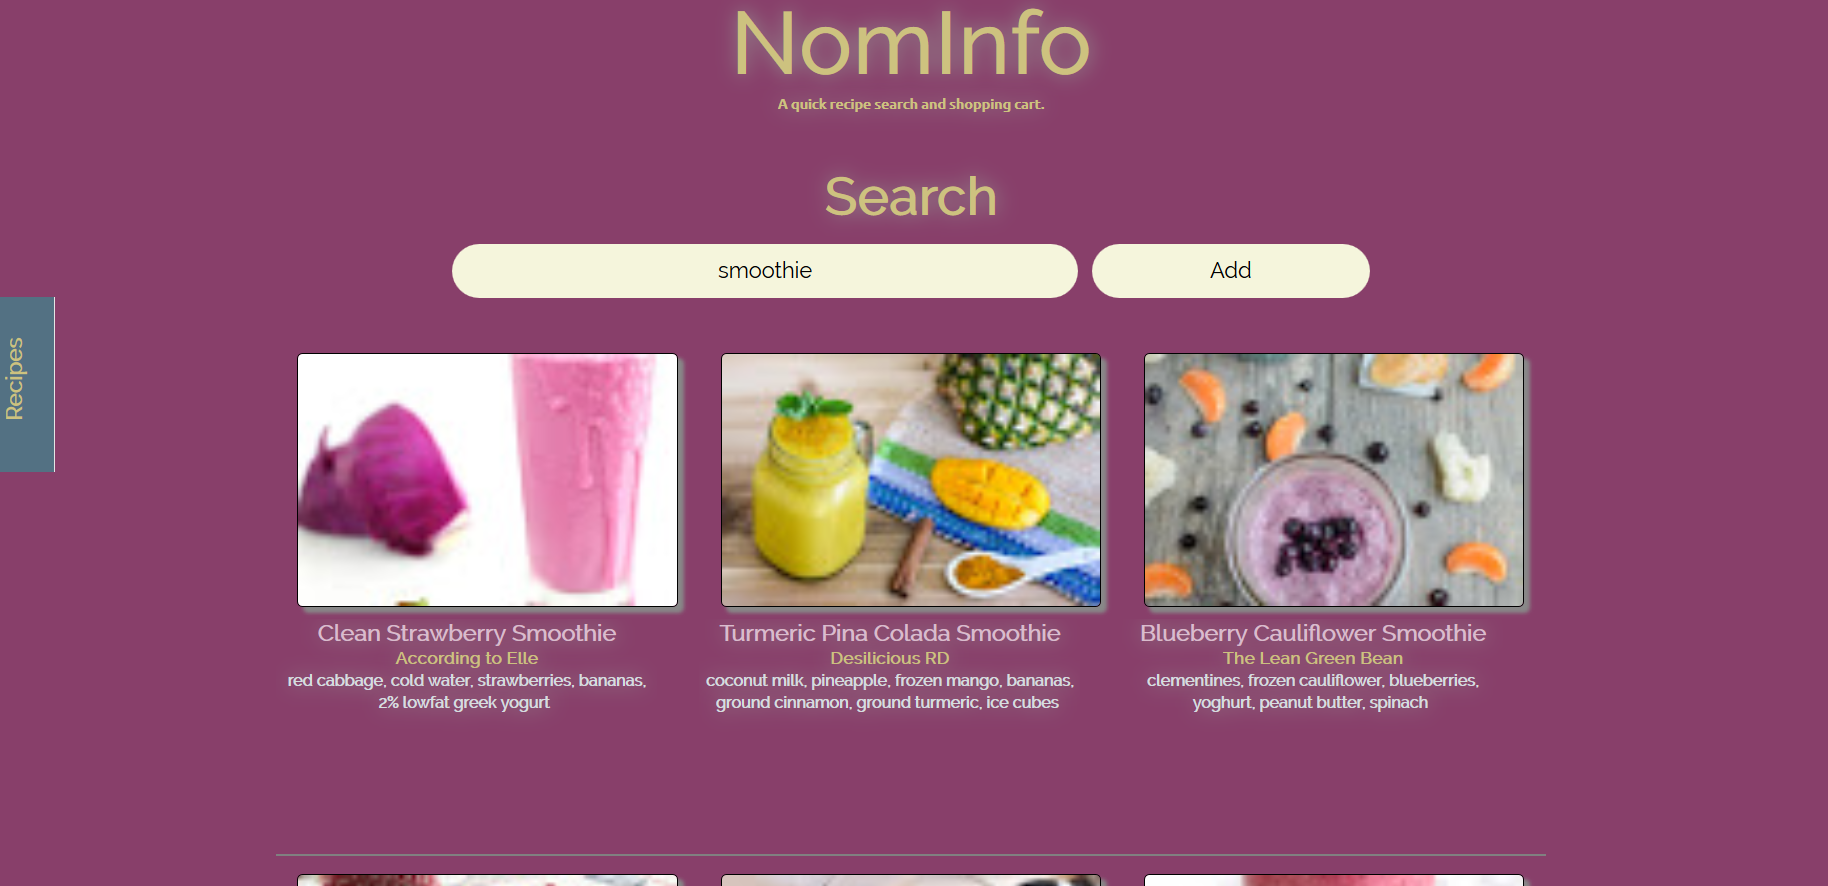 NomInfo
A quick recipe search and shopping cart.
Search
smoothie
Add
Recipes
Clean Strawberry Smoothie
According to Elle
red cabbage, cold water, strawberries, bananas,
2% lowfat greek yogurt
Turmeric Pina Colada Smoothie
Desilicious RD
coconut milk, pineapple, frozen mango, bananas,
ground cinnamon, ground turmeric, ice cubes
Blueberry Cauliflower Smoothie
The Lean Green Bean
clementines, frozen cauliflower, blueberries,
yoghurt, peanut butter, spinach